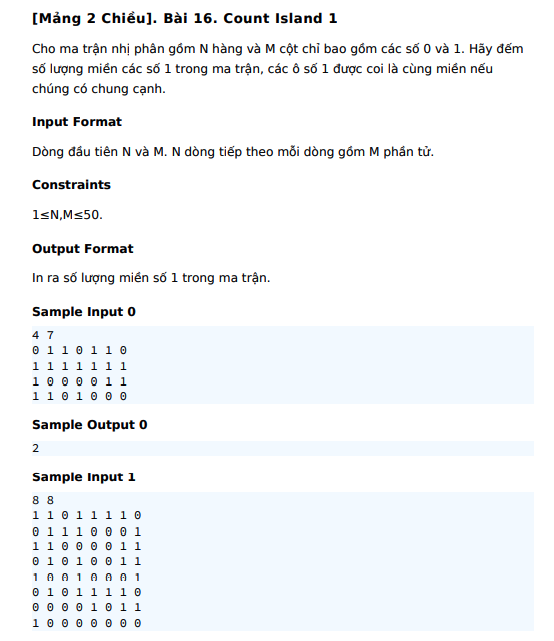 [Mảng 2 Chiều]. Bài 16. Count Island 1
Cho ma trận nhị phân gồm N hàng và M cột chỉ bao gồm các số 0 và 1. Hãy đếm
số lượng miền các số 1 trong ma trận, các ô số 1 được coi là cùng miền nếu
chúng có chung cạnh.
Input Format
Dòng đầu tiên N và M. N dòng tiếp theo mỗi dòng gồm M phần tử.
Constraints
1≤N,M≤50.
Output Format
In ra số lượng miền số 1 trong ma trận.
Sample Input 0
4 7
0 1 1 0 1 1 0
1 1 1 1 1 1 1
1 0 0 0 0 1 1
1 1 0 1 0 0 0
Sample Output 0
2
Sample Input 1
8 8
1 1 0 1 1 1 1 0
0 1 1 1 0 0 0 1
1 1 0 0 0 0 1 1
0 1 0 1 0 0 1 1
1 0 0 1 0 0 0 1
0 1 0 1 1 1 1 0
0 0 0 0 1 0 1 1
1 0 0 0 0 0 0 0